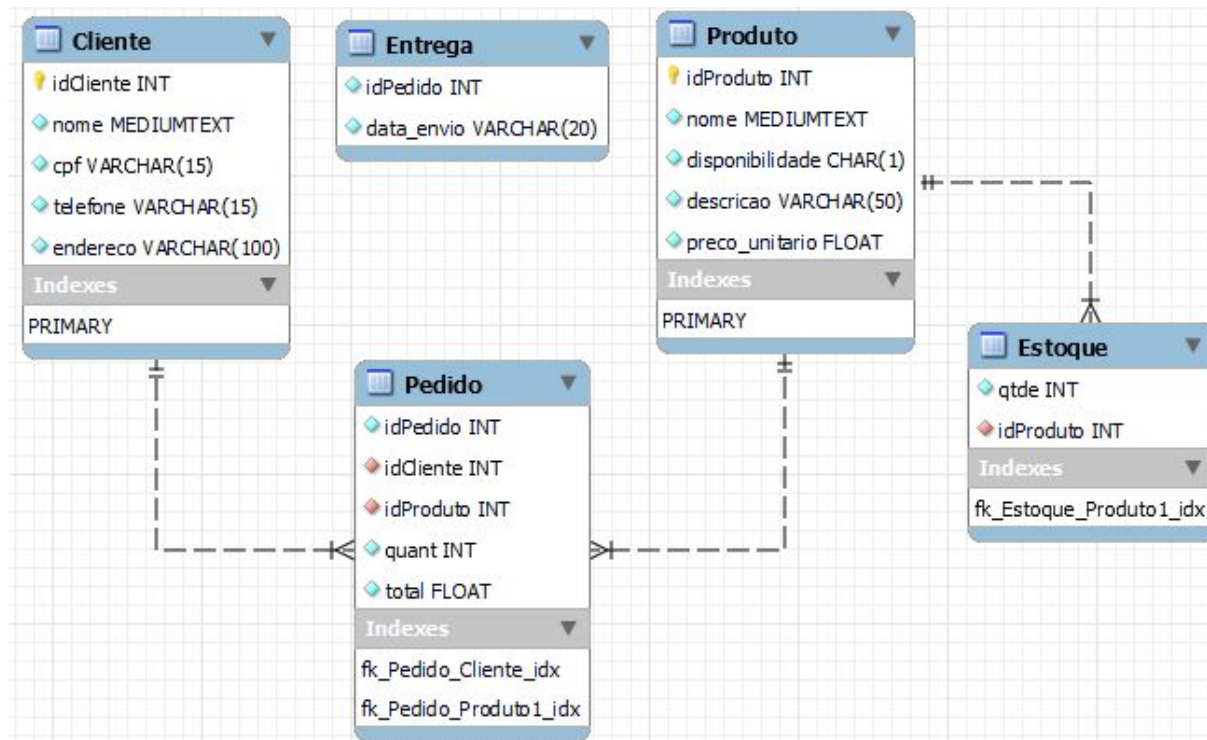 Cliente
idCliente INT
nome MEDIUMTEXT
cpf VARCHAR(15)
telefone VARCHAR(15)
endereco VARCHAR(100)
Indexes
PRIMARY
Entrega
idPedido INT
data_envio VARCHAR(20)
Produto
idProduto INT
nome MEDIUMTEXT
disponibilidade CHAR(1)
descricao VARCHAR(50)
preco_unitario FLOAT
Indexes
PRIMARY
Pedido
idPedido INT
idCliente INT
idProduto INT
quant INT
total FLOAT
Indexes
fk_Pedido_Cliente_idx
fk_Pedido_Produto1_idx
Estoque
qtde INT
idProduto INT
Indexes
fk_Estoque_Produto1_idx